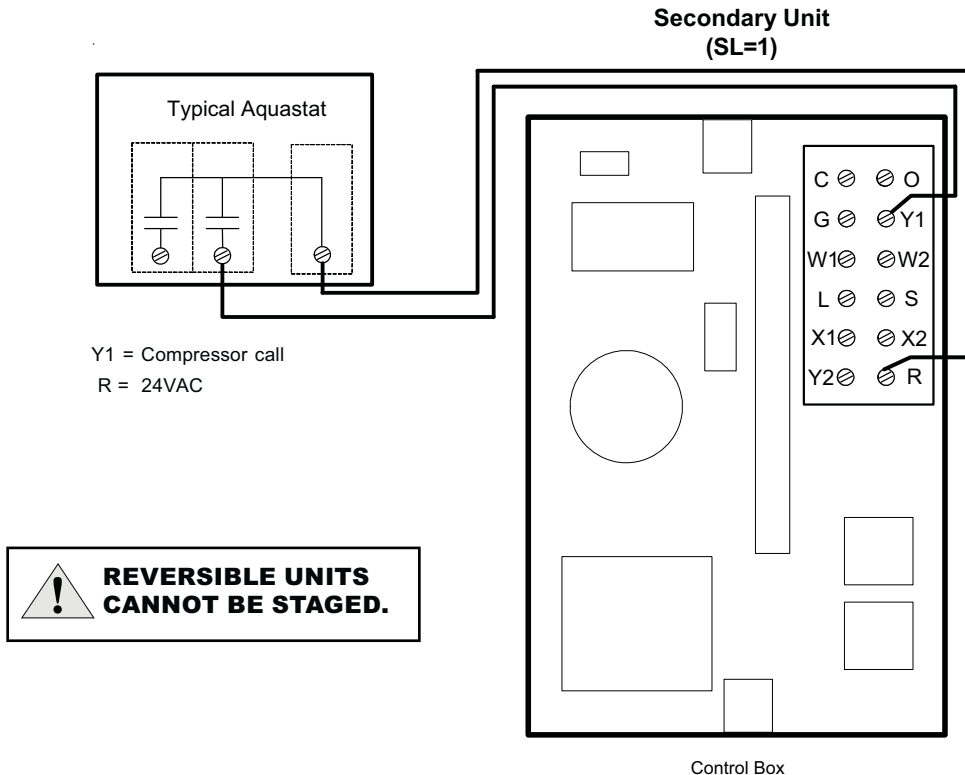 Secondary Unit
(SL=1)
Typical Aquastat
C O
G Y1
W1 W2
L S
X1 X2
Y2 R
Y1 = Compressor call
R = 24VAC
REVERSIBLE UNITS
CANNOT BE STAGED.
Control Box